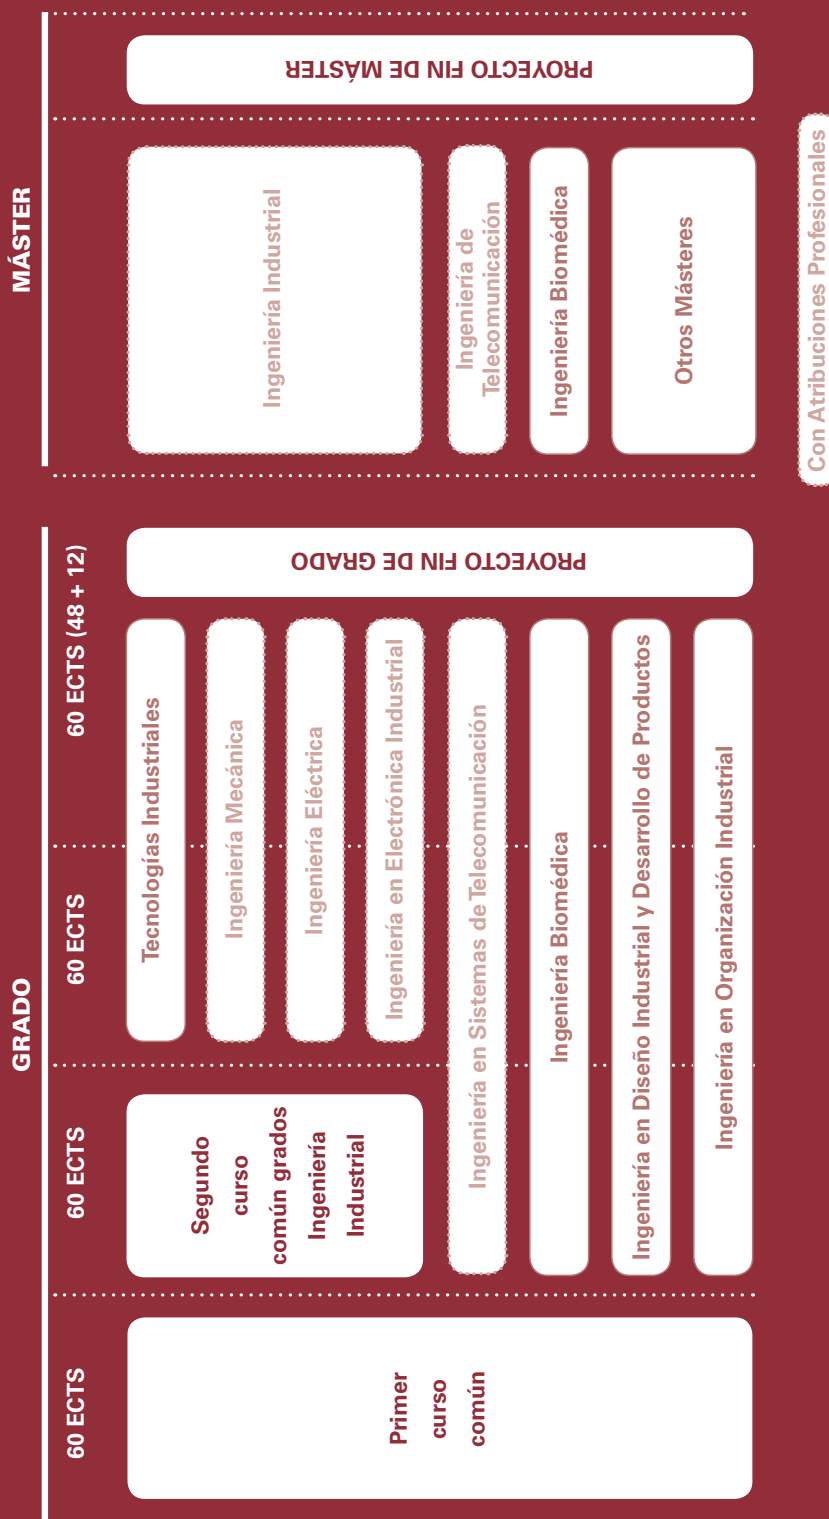 GRADO
MÁSTER
60 ECTS
60 ECTS
60 ECTS
60 ECTS (48 + 12)
Primer
curso
común
Segundo
curso
común grados
Ingeniería
Industrial
Tecnologías Industriales
Ingeniería Mecánica
Ingeniería Eléctrica
Ingeniería en Electrónica Industrial
Ingeniería en Sistemas de Telecomunicación
Ingeniería Biomédica
Ingeniería en Diseño Industrial y Desarrollo de Productos
Ingeniería en Organización Industrial
PROYECTO FIN DE GRADO
Ingeniería Industrial
Ingeniería de
Telecomunicación
Ingeniería Biomédica
Otros Másteres
PROYECTO FIN DE MÁSTER
Con Atribuciones Profesionales